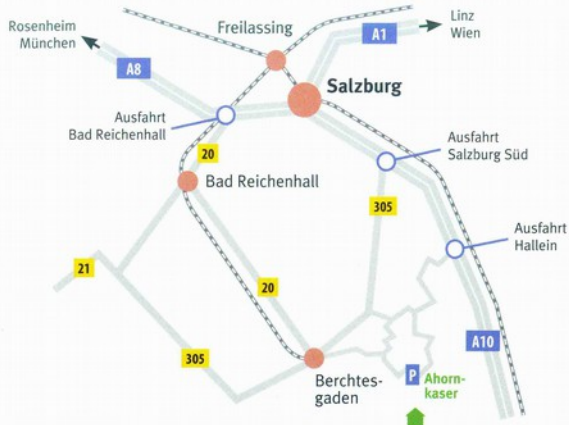 Rosenheim
München
Freilassing
Linz
Wien
A1
A8
Salzburg
Ausfahrt
Bad Reichenhall
Ausfahrt
Salzburg Süd
20
Bad Reichenhall
305
Ausfahrt
Hallein
21
20
A10
305
Berchtes-
gaden
P
Ahorn-
kaser